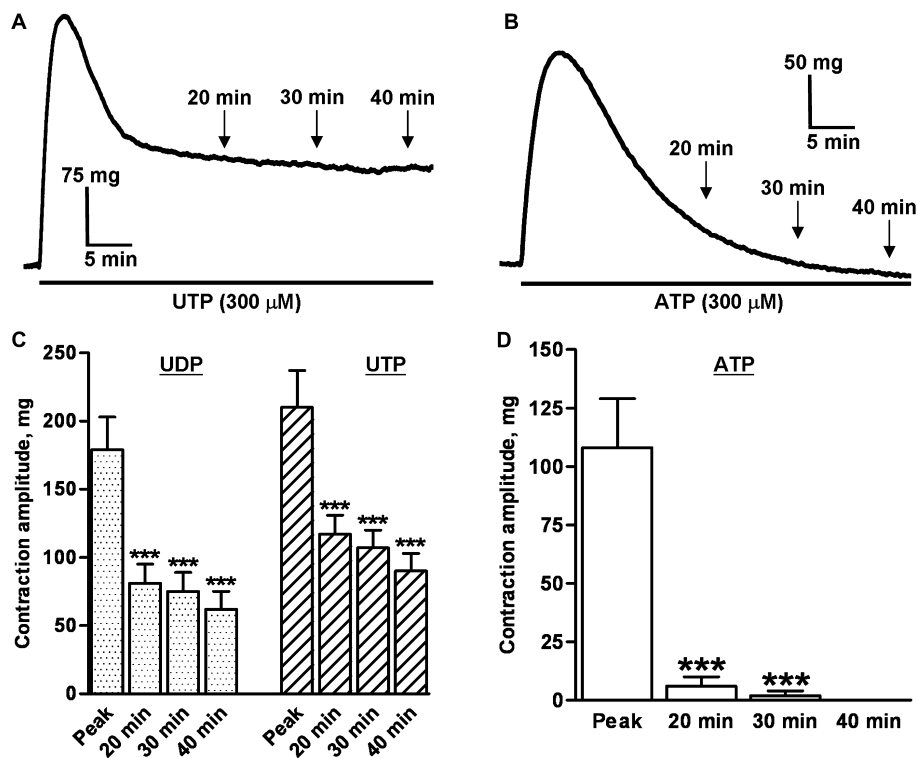 A
20 min 30 min 40 min
75 mg
5 min
UTP (300 μM)
B
50 mg
5 min
20 min
30 min
40 min
ATP (300 μM)
C
UDP UTP
Contraction amplitude, mg
250
200
150
100
50
0
*** *** ***
*** *** ***
Peak 20 min 30 min 40 min Peak 20 min 30 min 40 min
D
ATP
Contraction amplitude, mg
150
125
100
75
50
25
0
*** ***
Peak 20 min 30 min 40 min